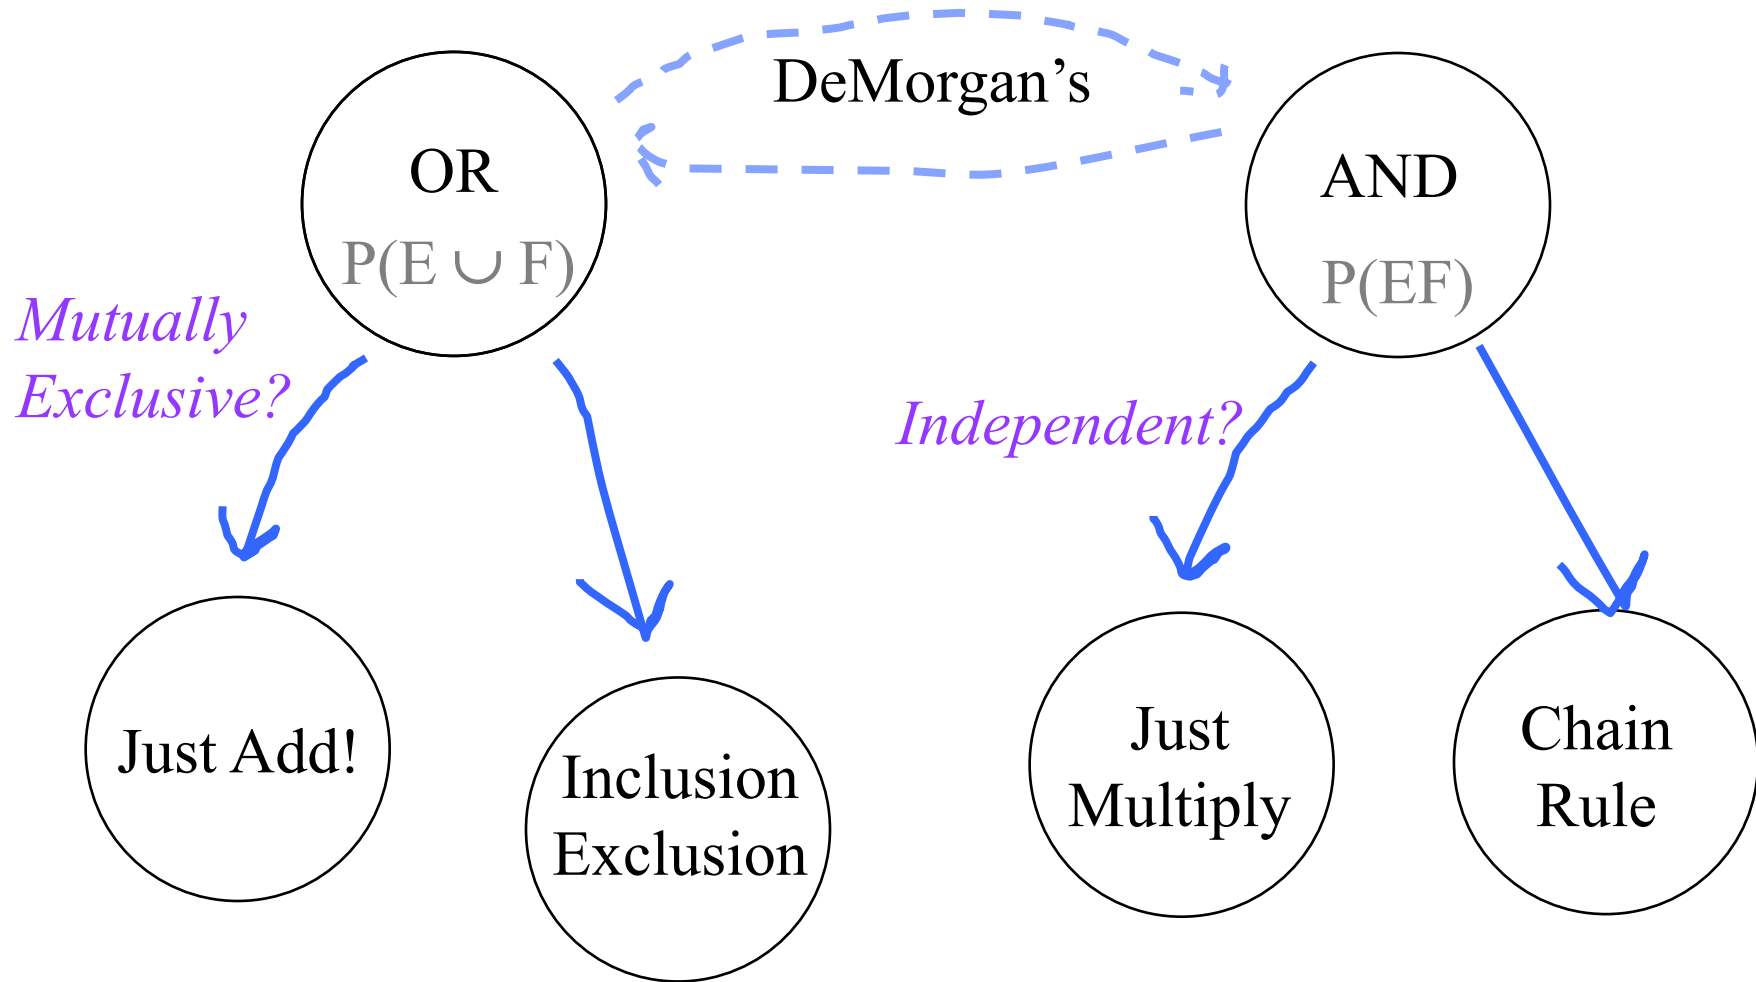 DeMorgan’s
OR
P(E ∪ F)
AND
P(EF)
Mutually
Exclusive?
Independent?
Just Add!
Inclusion
Exclusion
Just
Multiply
Chain
Rule